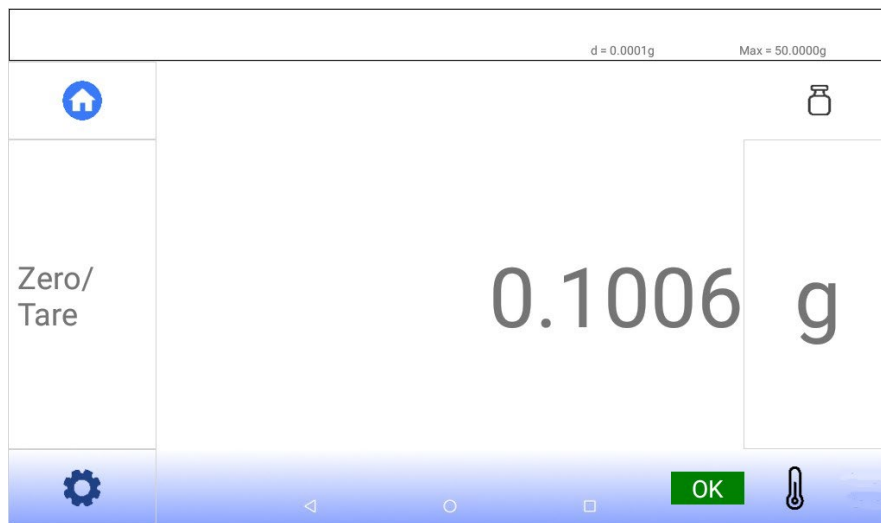 d = 0.0001g Max = 50.0000g
Zero/
Tare
0.1006 g
OK